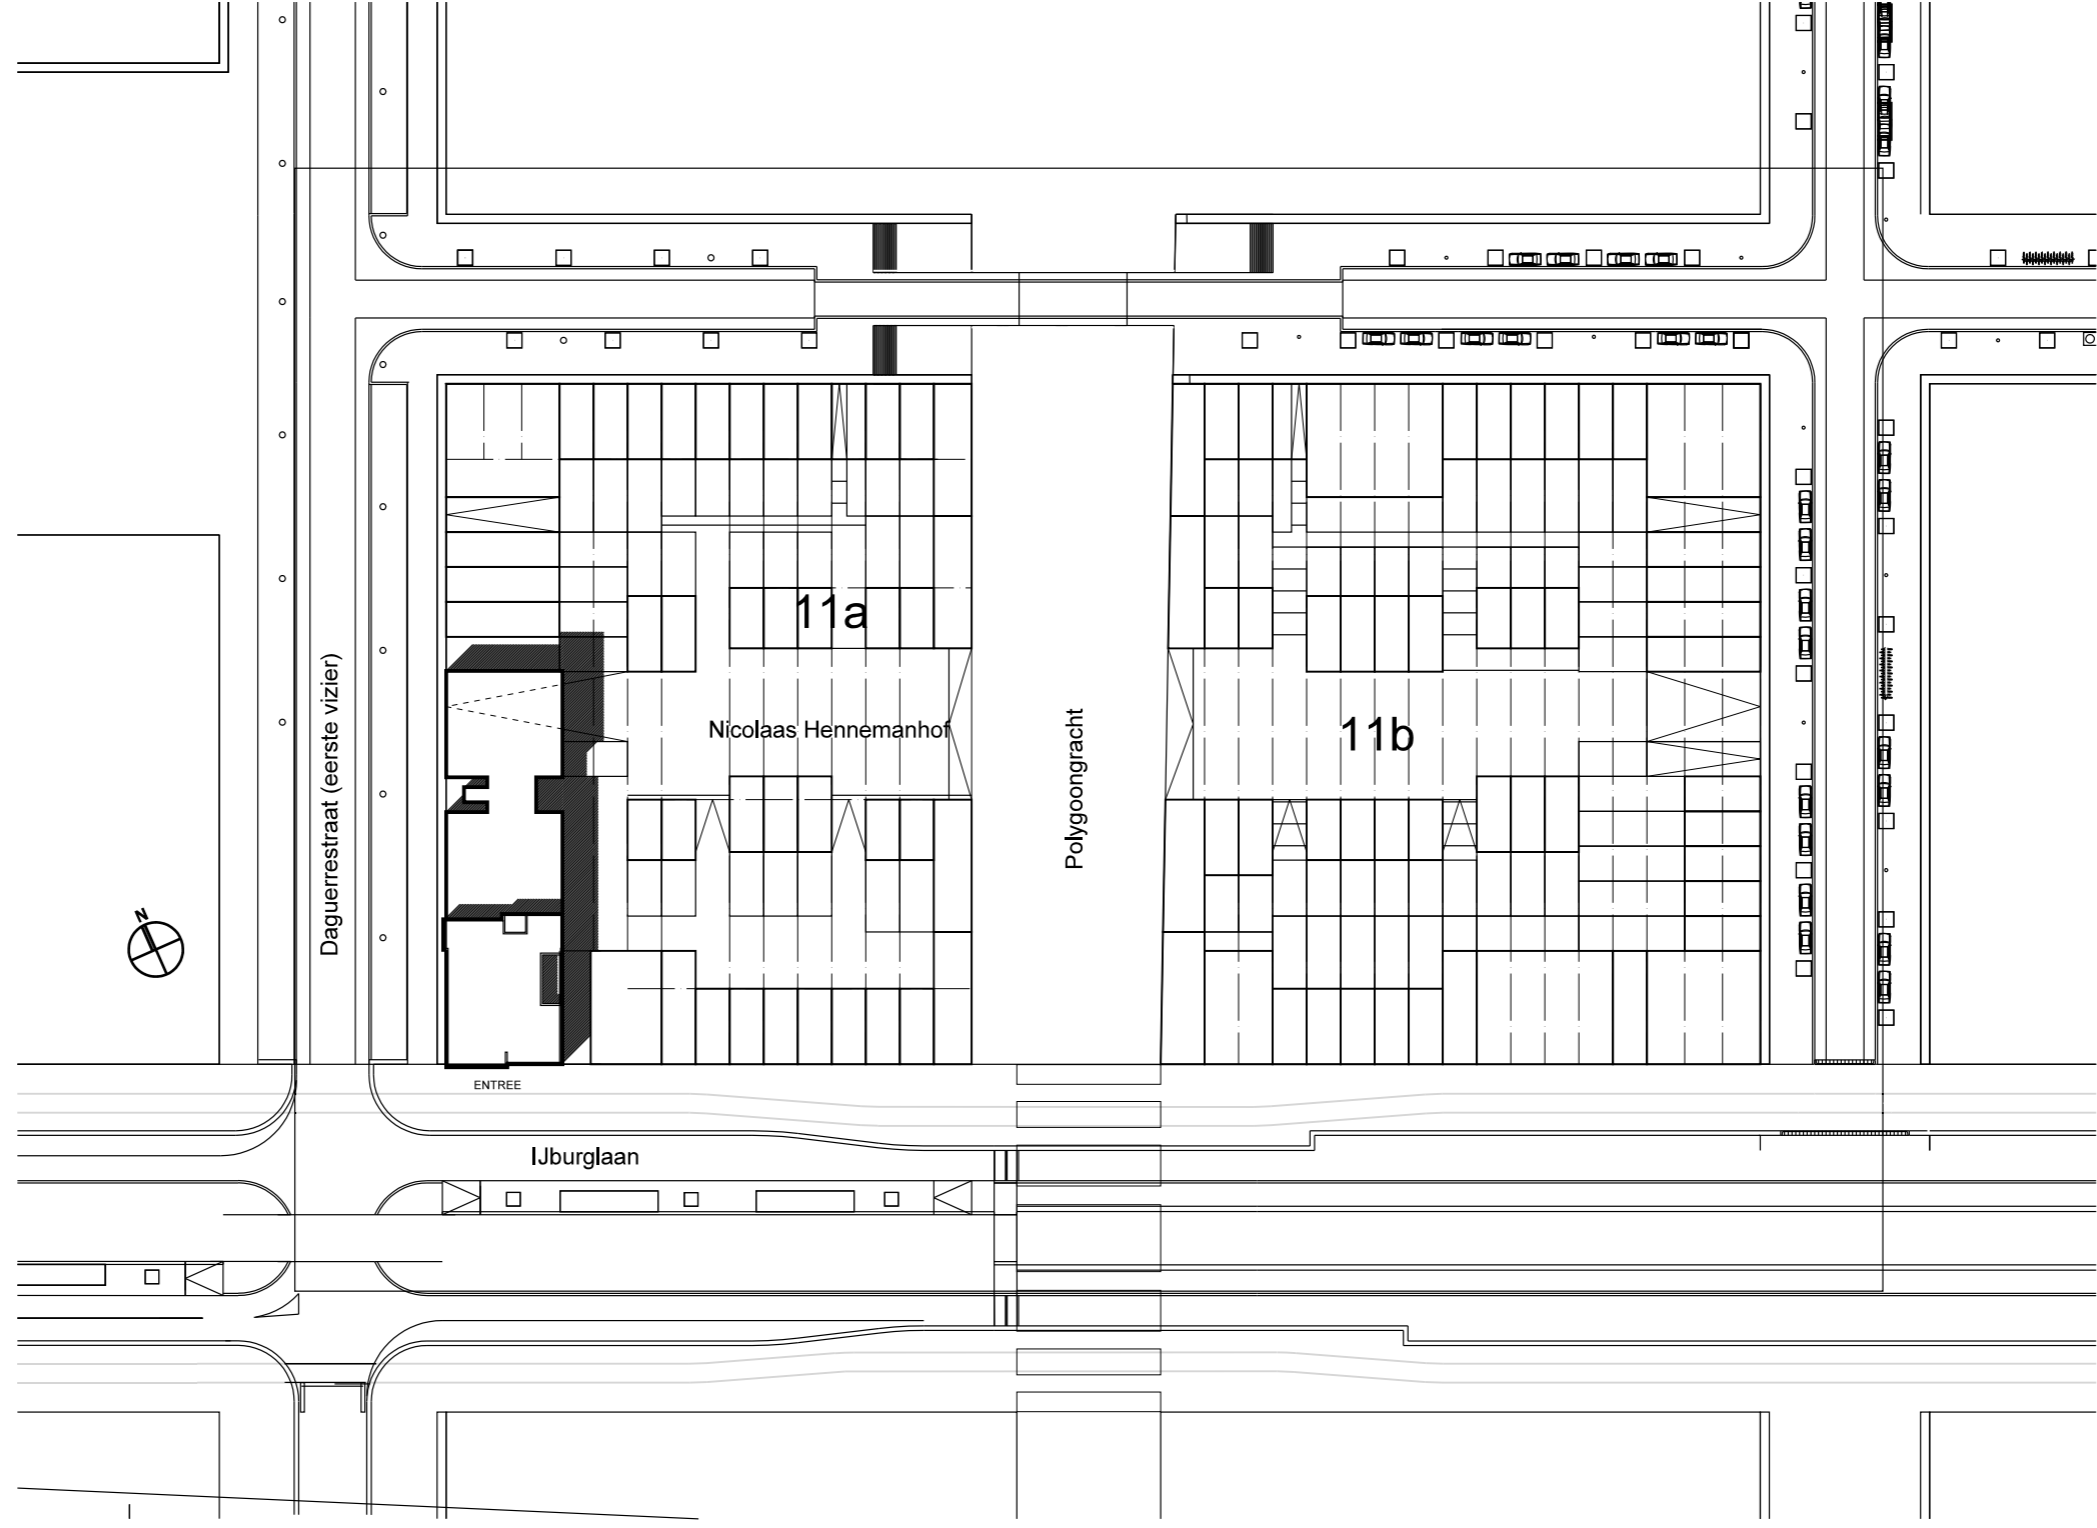 11a
Nicolaas Hennemanhof
11b
Daguerrestraat (eerste vizier)
Polygoongracht
N
ENTREE
IJburglaan